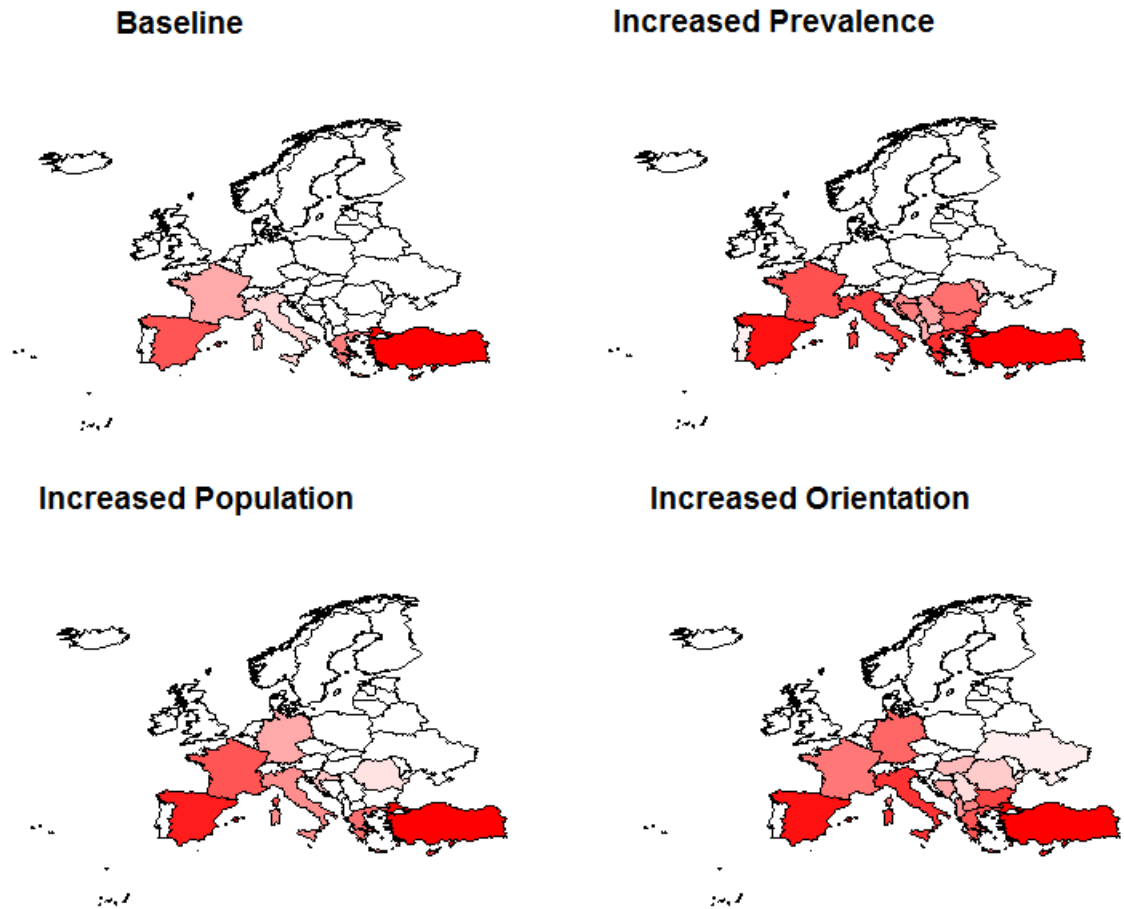 Baseline
Increased Prevalence
Increased Population
Increased Orientation